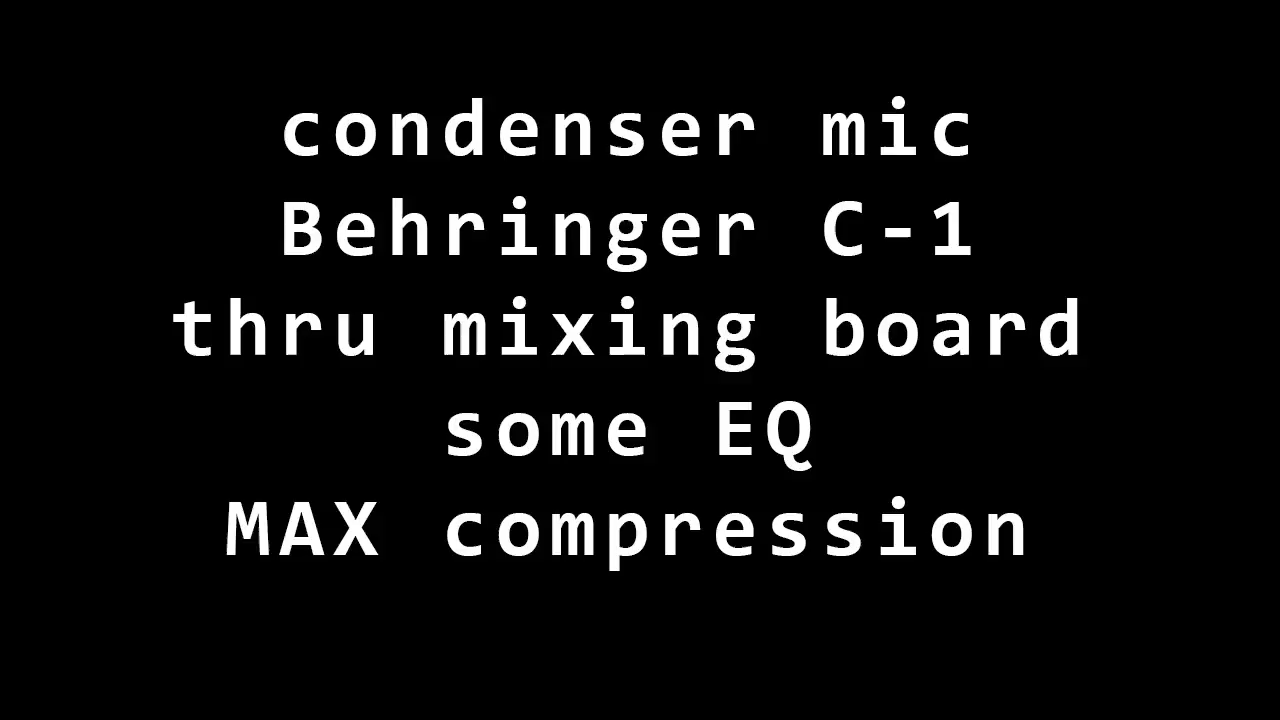 condenser mic
Behringer C-1
thru mixing board
some EQ
MAX compression